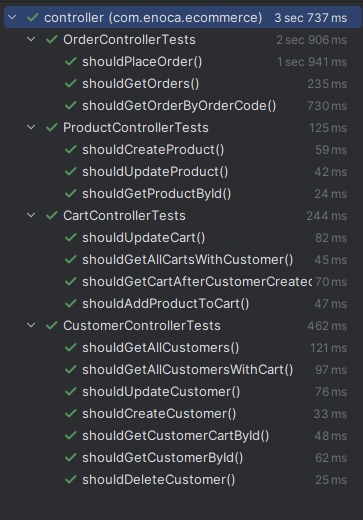 controller (com.enoca.ecommerce) 3 sec 737 ms
OrderControllerTests 2 sec 906 ms
shouldPlaceOrder() 1 sec 941 ms
shouldGetOrders() 235 ms
shouldGetOrderByOrderCode() 730 ms
ProductControllerTests 125 ms
shouldCreateProduct() 59 ms
shouldUpdateProduct() 42 ms
shouldGetProductById() 24 ms
CartControllerTests 244 ms
shouldUpdateCart() 82 ms
shouldGetAllCartsWithCustomer() 45 ms
shouldGetCartAfterCustomerCreated 70 ms
shouldAddProductToCart() 47 ms
CustomerControllerTests 462 ms
shouldGetAllCustomers() 121 ms
shouldGetAllCustomersWithCart() 97 ms
shouldUpdateCustomer() 76 ms
shouldCreateCustomer() 33 ms
shouldGetCustomerCartById() 48 ms
shouldGetCustomerById() 62 ms
shouldDeleteCustomer() 25 ms